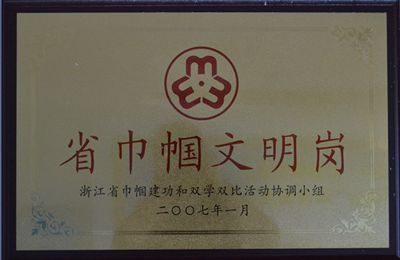 省巾帼文明岗
浙江省巾帼建功和双学双比活动协调小组
二〇〇七年一月